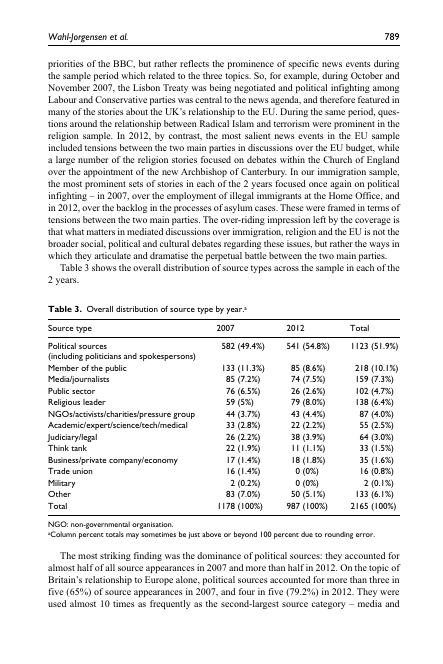 Wahl-Jorgensen et al. 789
priorities of the BBC, but rather reflects the prominence of specific news events during
the sample period which related to the three topics. So, for example, during October and
November 2007, the Lisbon Treaty was being negotiated and political infighting among
Labour and Conservative parties was central to the news agenda, and therefore featured in
many of the stories about the UK's relationship to the EU. During the same period, ques-
tions around the relationship between Radical Islam and terrorism were prominent in the
religion sample. In 2012, by contrast, the most salient news events in the EU sample
included tensions between the two main parties in discussions over the EU budget, while
a large number of the religion stories focused on debates within the Church of England
over the appointment of the new Archbishop of Canterbury. In our immigration sample,
the most prominent sets of stories in each of the 2 years focused once again on political
infighting – in 2007, over the employment of illegal immigrants at the Home Office, and
in 2012, over the backlog in the processes of asylum cases. These were framed in terms of
tensions between the two main parties. The over-riding impression left by the coverage is
that what matters in mediated discussions over immigration, religion and the EU is not the
broader social, political and cultural debates regarding these issues, but rather the ways in
which they articulate and dramatise the perpetual battle between the two main parties.
Table 3 shows the overall distribution of source types across the sample in each of the
2 years.
Table 3. Overall distribution of source type by year.ᵃ
Source type 2007 2012 Total
Political sources 582 (49.4%) 541 (54.8%) 1123 (51.9%)
(including politicians and spokespersons)
Member of the public 133 (11.3%) 85 (8.6%) 218 (10.1%)
Media/journalists 85 (7.2%) 74 (7.5%) 159 (7.3%)
Public sector 76 (6.5%) 26 (2.6%) 102 (4.7%)
Religious leader 59 (5%) 79 (8.0%) 138 (6.4%)
NGOs/activists/charities/pressure group 44 (3.7%) 43 (4.4%) 87 (4.0%)
Academic/expert/science/tech/medical 33 (2.8%) 22 (2.2%) 55 (2.5%)
Judiciary/legal 26 (2.2%) 38 (3.9%) 64 (3.0%)
Think tank 22 (1.9%) 11 (1.1%) 33 (1.5%)
Business/private company/economy 17 (1.4%) 18 (1.8%) 35 (1.6%)
Trade union 16 (1.4%) 0 (0%) 16 (0.8%)
Military 2 (0.2%) 0 (0%) 2 (0.1%)
Other 83 (7.0%) 50 (5.1%) 133 (6.1%)
Total 1178 (100%) 987 (100%) 2165 (100%)
NGO: non-governmental organisation.
ᵃColumn percent totals may sometimes be just above or beyond 100 percent due to rounding error.
The most striking finding was the dominance of political sources: they accounted for
almost half of all source appearances in 2007 and more than half in 2012. On the topic of
Britain's relationship to Europe alone, political sources accounted for more than three in
five (65%) of source appearances in 2007, and four in five (79.2%) in 2012. They were
used almost 10 times as frequently as the second-largest source category – media and